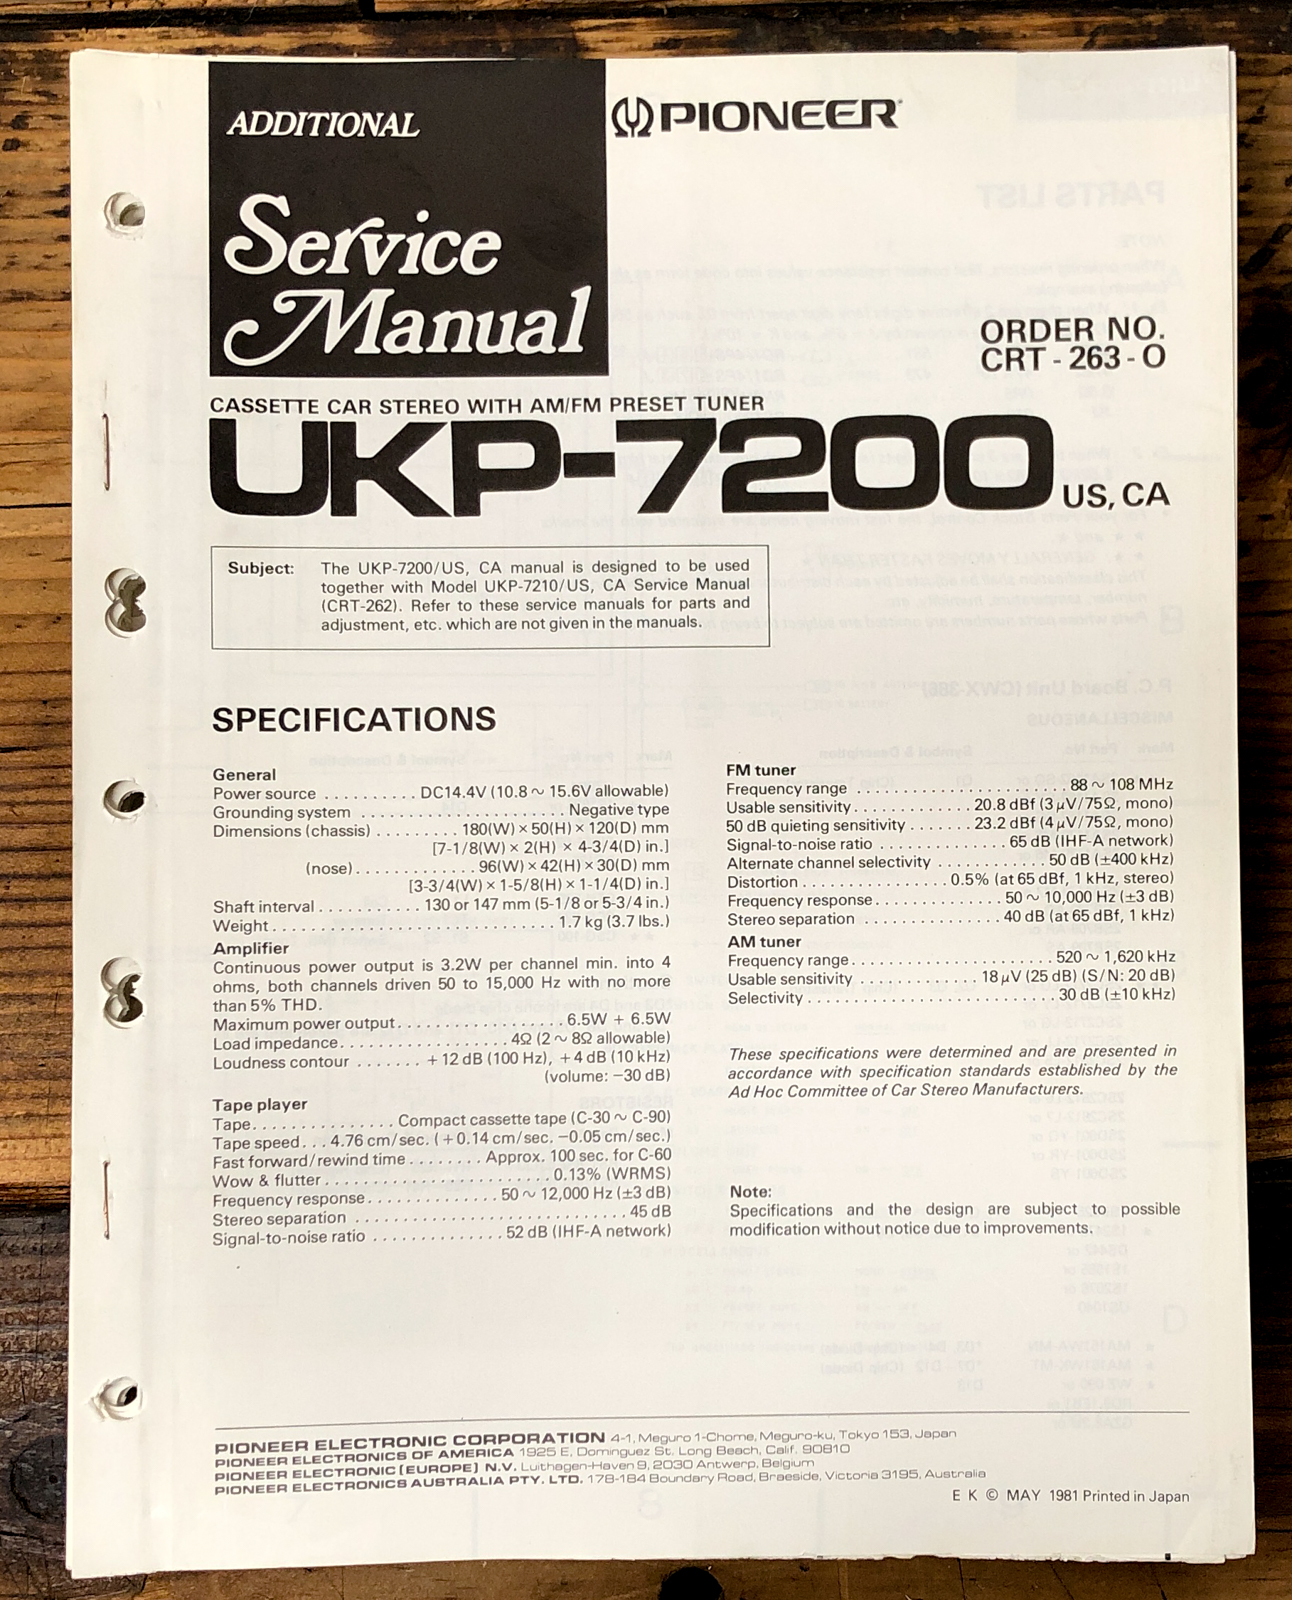 ADDITIONAL
Service
Manual
PIONEER
ORDER NO.
CRT - 263 - O
CASSETTE CAR STEREO WITH AM/FM PRESET TUNER
UKP-7200 US, CA
Subject: The UKP-7200/US, CA manual is designed to be used
together with Model UKP-7210/US, CA Service Manual
(CRT-262). Refer to these service manuals for parts and
adjustment, etc. which are not given in the manuals.
SPECIFICATIONS
General
Power source .......... DC14.4V (10.8 ~ 15.6V allowable)
Grounding system ...................... Negative type
Dimensions (chassis) ......... 180(W) × 50(H) × 120(D) mm
[7-1/8(W) × 2(H) × 4-3/4(D) in.]
(nose)............. 96(W) × 42(H) × 30(D) mm
[3-3/4(W) × 1-5/8(H) × 1-1/4(D) in.]
Shaft interval ........... 130 or 147 mm (5-1/8 or 5-3/4 in.)
Weight.............................. 1.7 kg (3.7 lbs.)
Amplifier
Continuous power output is 3.2W per channel min. into 4
ohms, both channels driven 50 to 15,000 Hz with no more
than 5% THD.
Maximum power output.................. 6.5W + 6.5W
Load impedance.................. 4Ω (2 ~ 8Ω allowable)
Loudness contour ....... +12 dB (100 Hz), +4 dB (10 kHz)
(volume: −30 dB)
Tape player
Tape............... Compact cassette tape (C-30 ~ C-90)
Tape speed... 4.76 cm/sec. (+0.14 cm/sec. −0.05 cm/sec.)
Fast forward/rewind time ........ Approx. 100 sec. for C-60
Wow & flutter ........................ 0.13% (WRMS)
Frequency response.............. 50 ~ 12,000 Hz (±3 dB)
Stereo separation ............................. 45 dB
Signal-to-noise ratio .............. 52 dB (IHF-A network)
FM tuner
Frequency range ....................... 88 ~ 108 MHz
Usable sensitivity............. 20.8 dBf (3 μV/75Ω, mono)
50 dB quieting sensitivity ....... 23.2 dBf (4 μV/75Ω, mono)
Signal-to-noise ratio .............. 65 dB (IHF-A network)
Alternate channel selectivity ........... 50 dB (±400 kHz)
Distortion................ 0.5% (at 65 dBf, 1 kHz, stereo)
Frequency response.............. 50 ~ 10,000 Hz (±3 dB)
Stereo separation .............. 40 dB (at 65 dBf, 1 kHz)
AM tuner
Frequency range...................... 520 ~ 1,620 kHz
Usable sensitivity ............. 18 μV (25 dB) (S/N: 20 dB)
Selectivity........................... 30 dB (±10 kHz)
These specifications were determined and are presented in
accordance with specification standards established by the
Ad Hoc Committee of Car Stereo Manufacturers.
Note:
Specifications and the design are subject to possible
modification without notice due to improvements.
PIONEER ELECTRONIC CORPORATION 4-1, Meguro 1-Chome, Meguro-ku, Tokyo 153, Japan
PIONEER ELECTRONICS OF AMERICA 1925 E. Dominguez St. Long Beach, Calif. 90810
PIONEER ELECTRONIC (EUROPE) N.V. Luithagen-Haven 9, 2030 Antwerp, Belgium
PIONEER ELECTRONICS AUSTRALIA PTY. LTD. 178-184 Boundary Road, Braeside, Victoria 3195, Australia
E K © MAY 1981 Printed in Japan